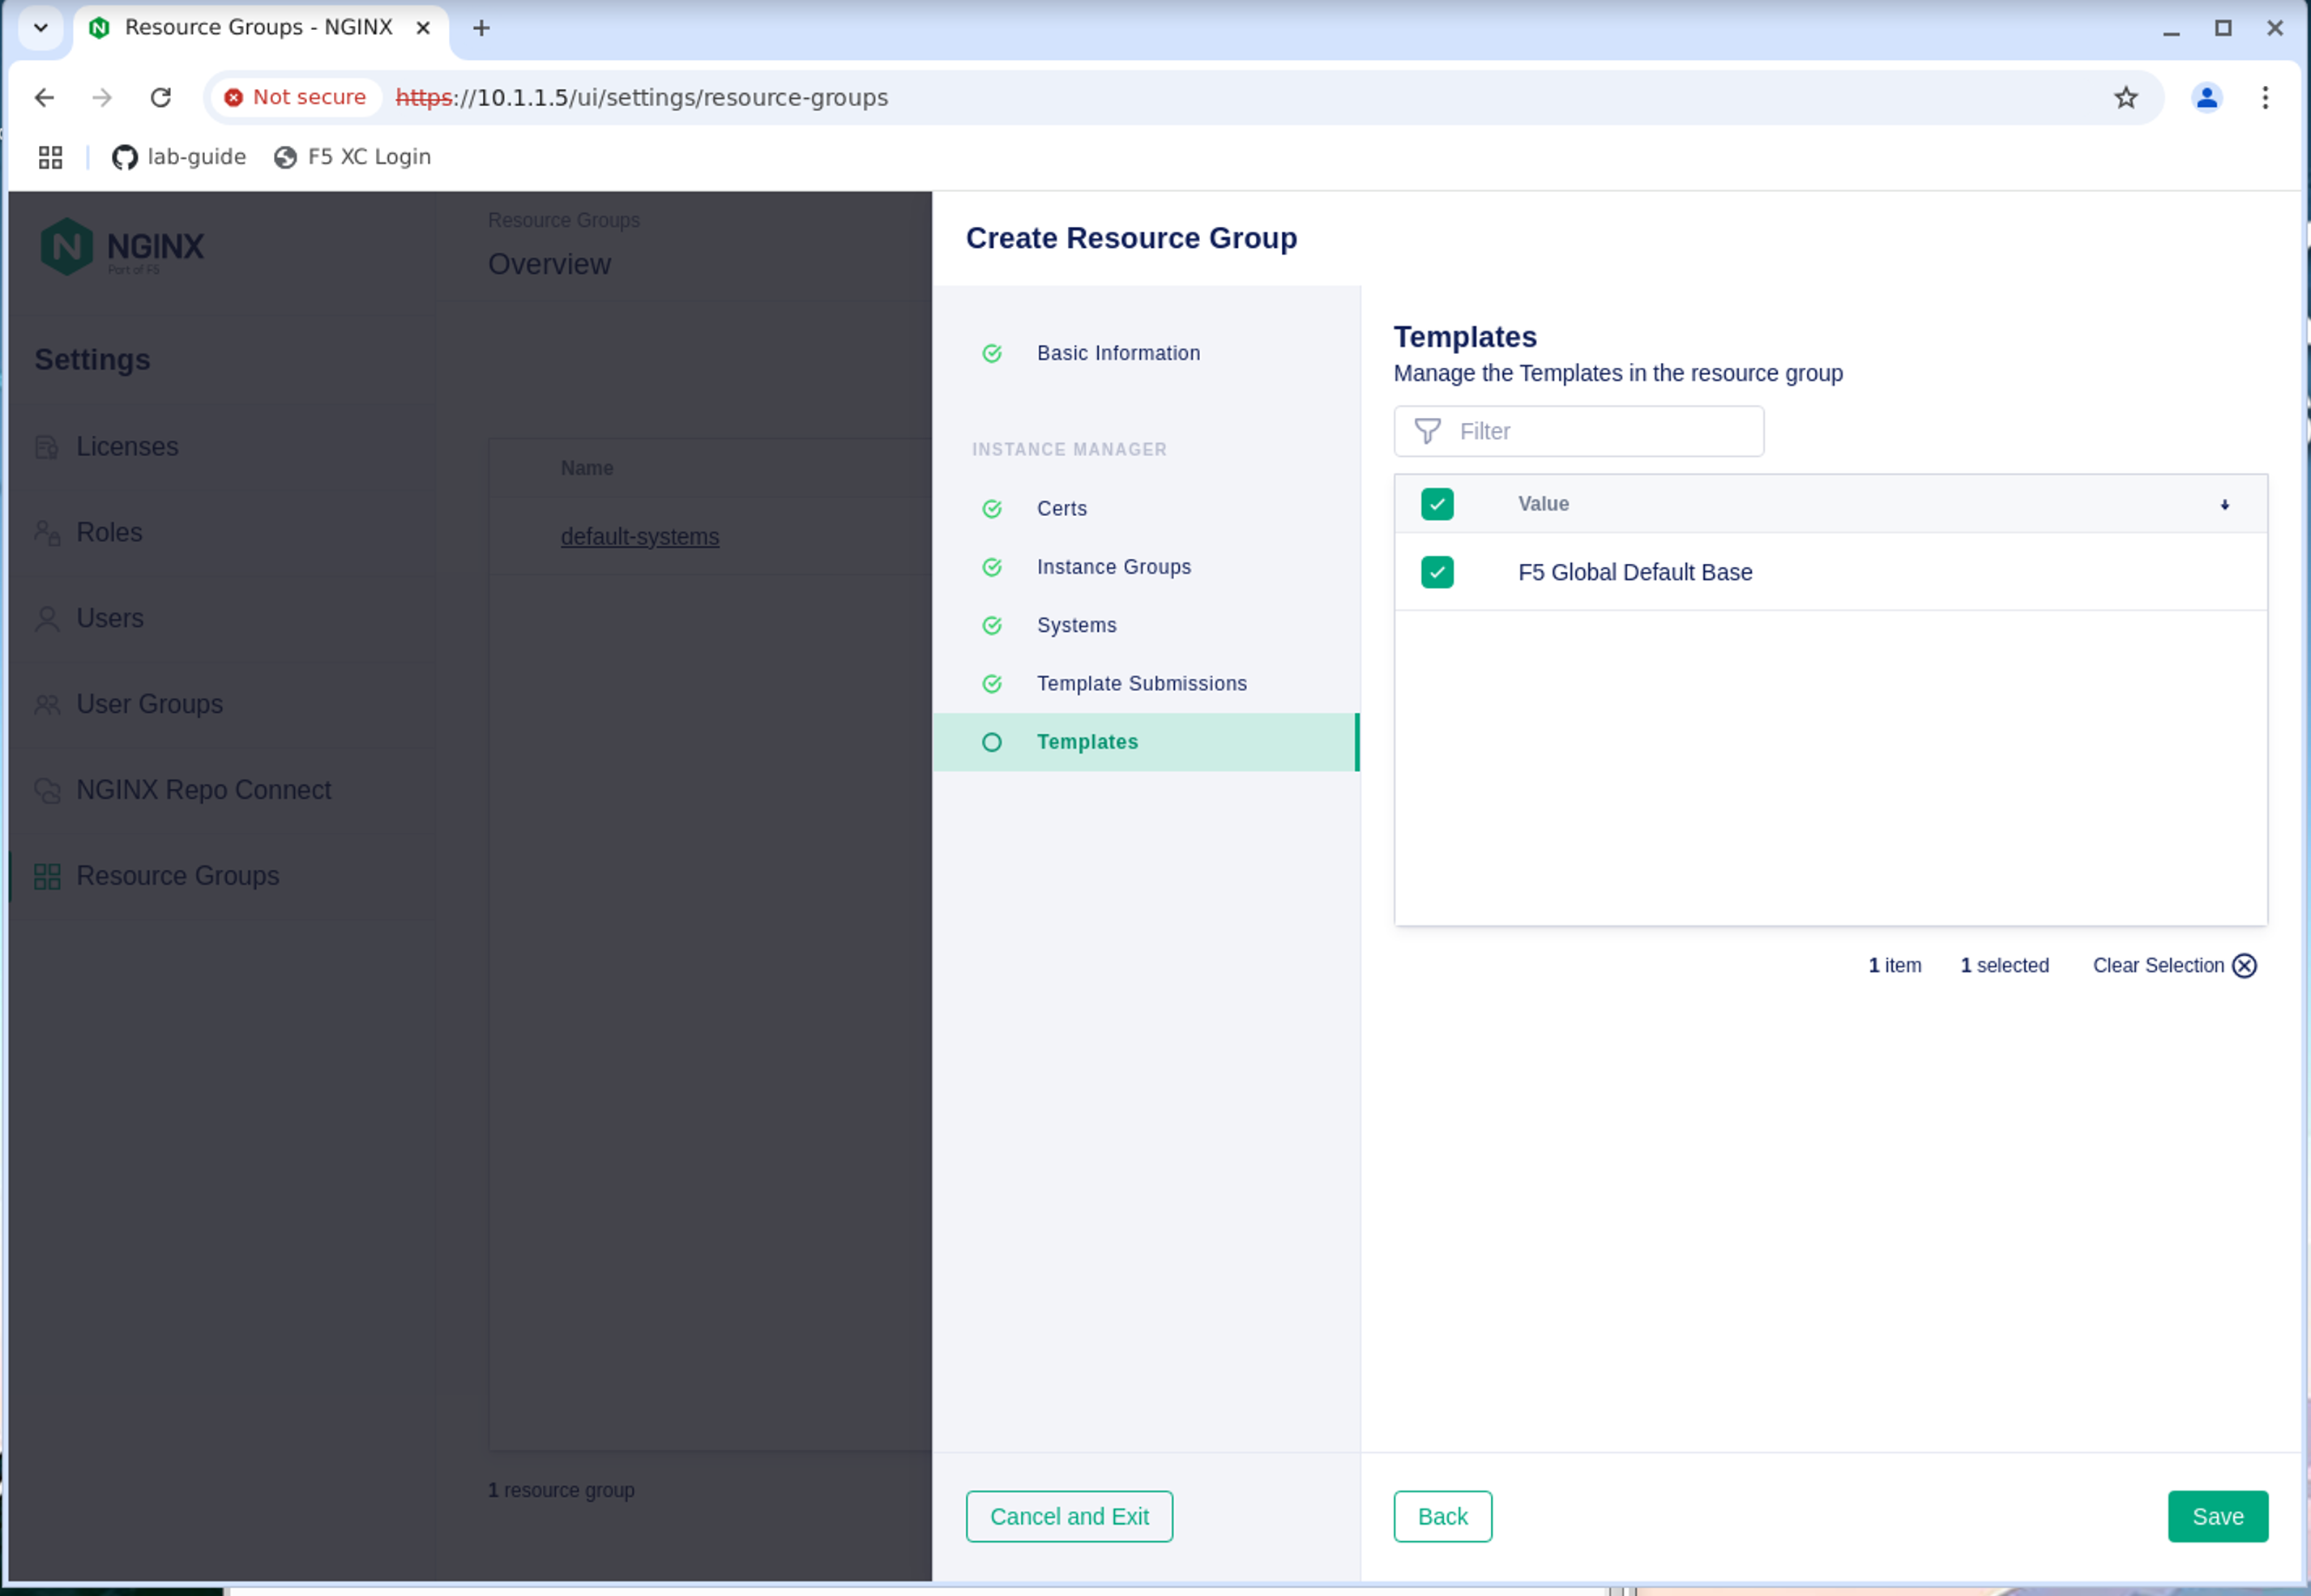 Resource Groups - NGINX
Not secure
https://10.1.1.5/ui/settings/resource-groups
lab-guide
F5 XC Login
NGINX
Part of F5
Settings
Licenses
Roles
Users
User Groups
NGINX Repo Connect
Resource Groups
Resource Groups
Overview
Name
default-systems
1 resource group
Create Resource Group
Basic Information
INSTANCE MANAGER
Certs
Instance Groups
Systems
Template Submissions
Templates
Cancel and Exit
Templates
Manage the Templates in the resource group
Filter
Value
F5 Global Default Base
1 item 1 selected Clear Selection
Back
Save